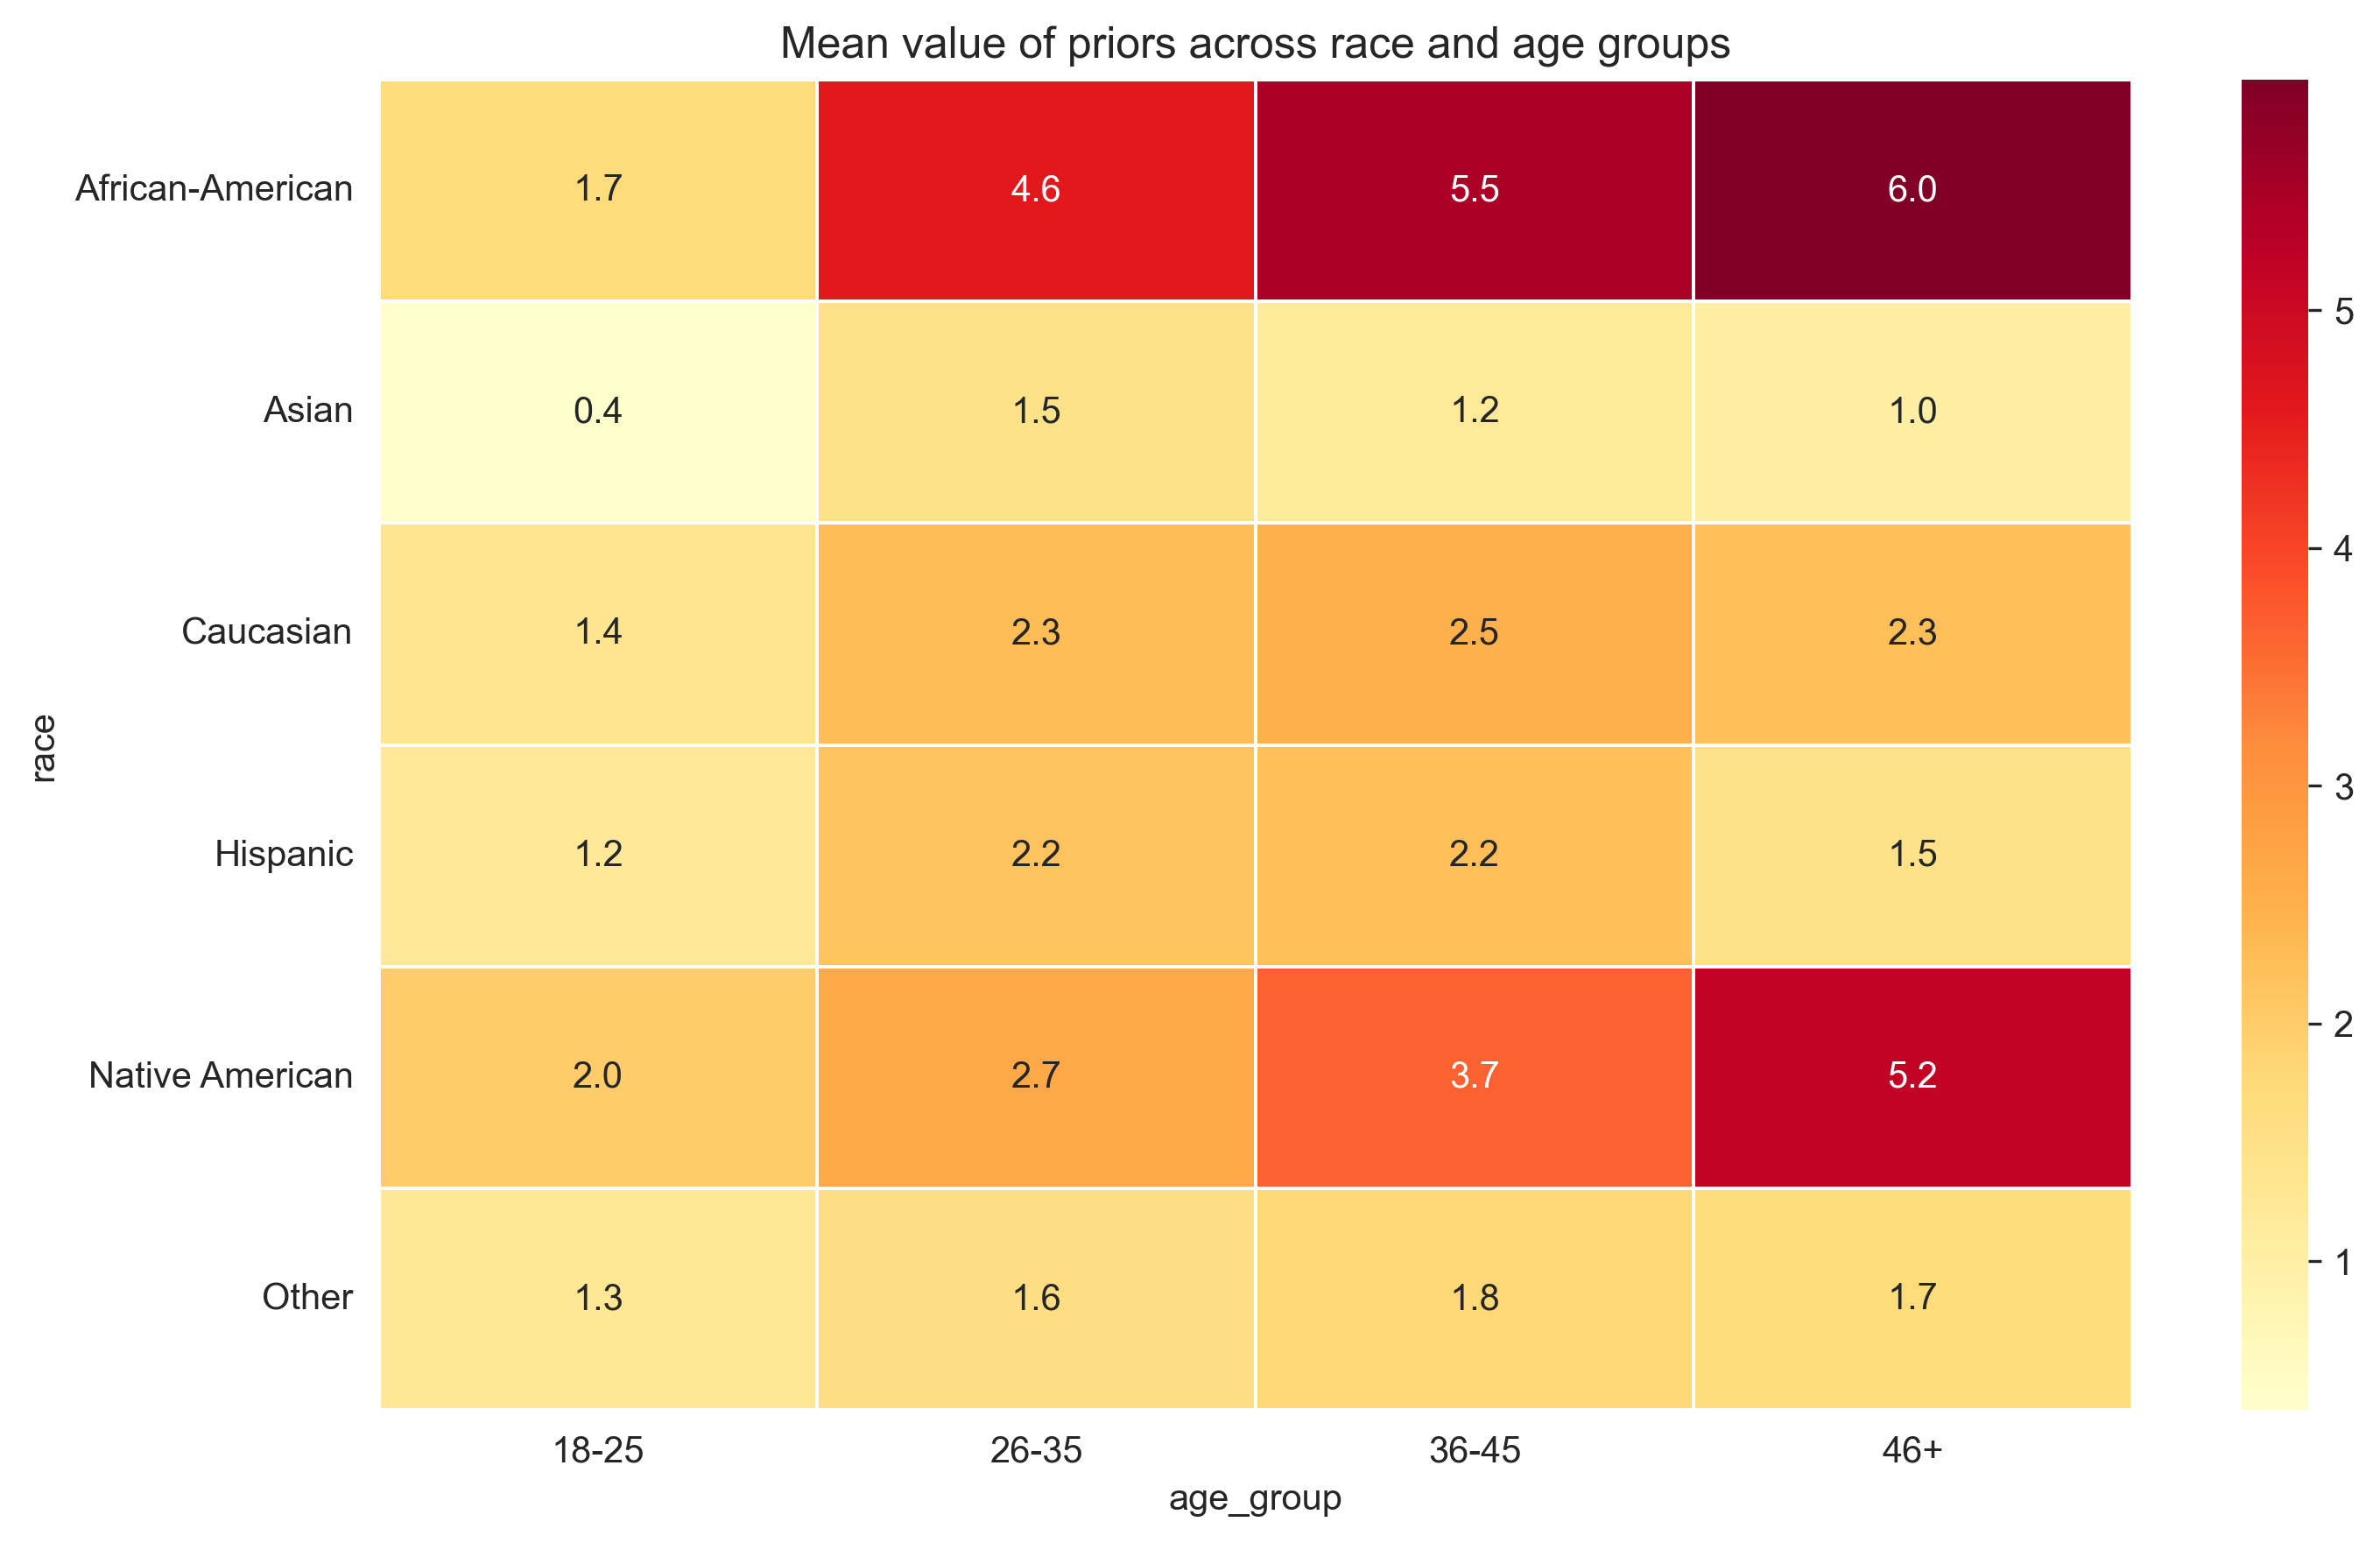 Mean value of priors across race and age groups
African-American 1.7 4.6 5.5 6.0
Asian 0.4 1.5 1.2 1.0
Caucasian 1.4 2.3 2.5 2.3
Hispanic 1.2 2.2 2.2 1.5
Native American 2.0 2.7 3.7 5.2
Other 1.3 1.6 1.8 1.7
18-25 26-35 36-45 46+
age_group
race
5
4
3
2
1